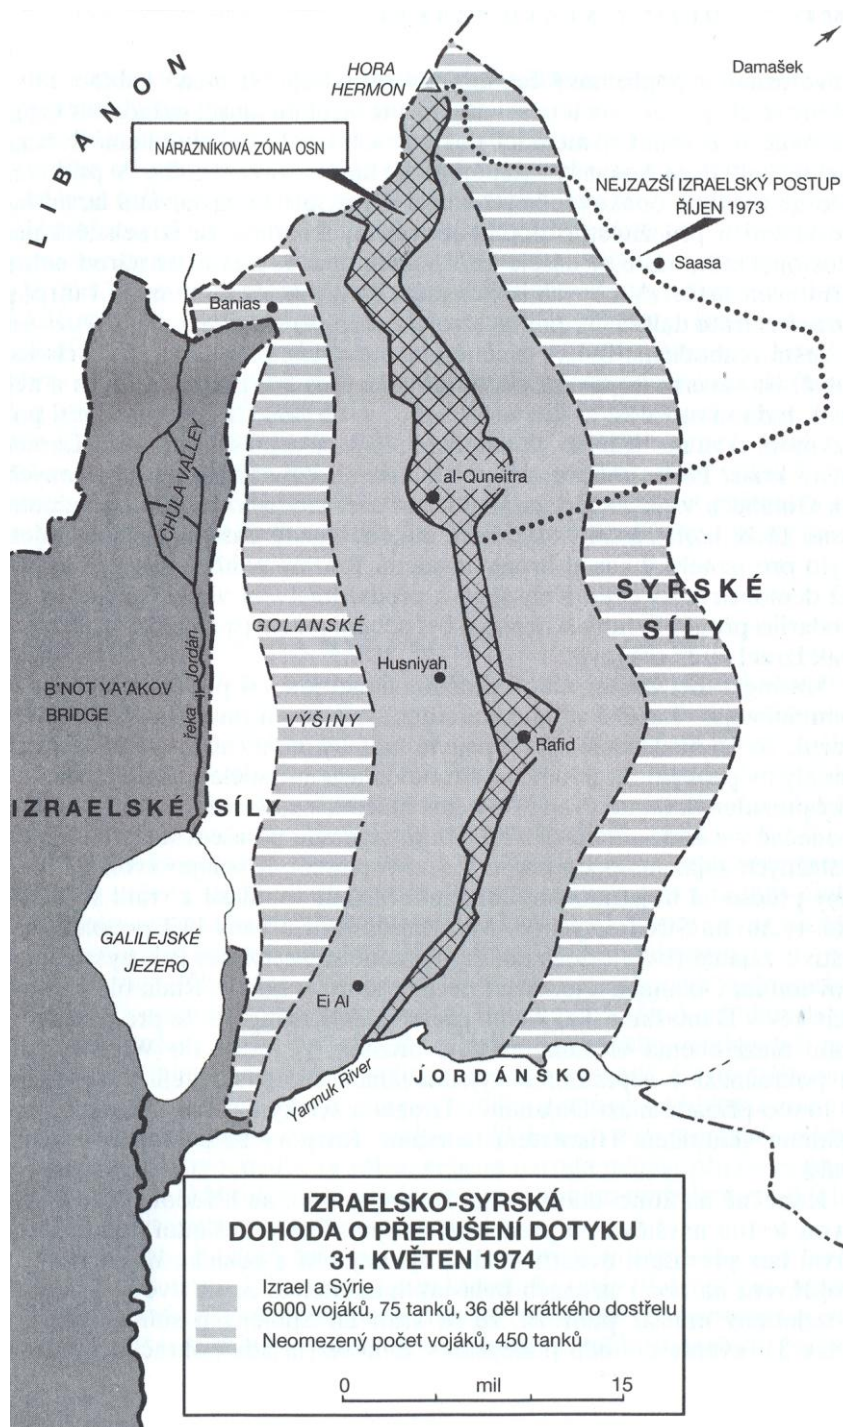 HORA
HERMON
Damašek
LIBANON
NÁRAZNÍKOVÁ ZÓNA OSN
NEJZAZŠÍ IZRAELSKÝ POSTUP
ŘÍJEN 1973
Saasa
Banias
CHULA VALLEY
al-Quneitra
SYRSKÉ
SÍLY
GOLANSKÉ
Husniyah
řeka Jordan
B'NOT YA'AKOV
BRIDGE
VÝŠINY
Rafid
IZRAELSKÉ SÍLY
GALILEJSKÉ
JEZERO
Ei Al
Yarmuk River
JORDÁNSKO
IZRAELSKO-SYRSKÁ
DOHODA O PŘERUŠENÍ DOTYKU
31. KVĚTEN 1974
Izrael a Sýrie
6000 vojáků, 75 tanků, 36 děl krátkého dostřelu
Neomezený počet vojáků, 450 tanků
0 mil 15